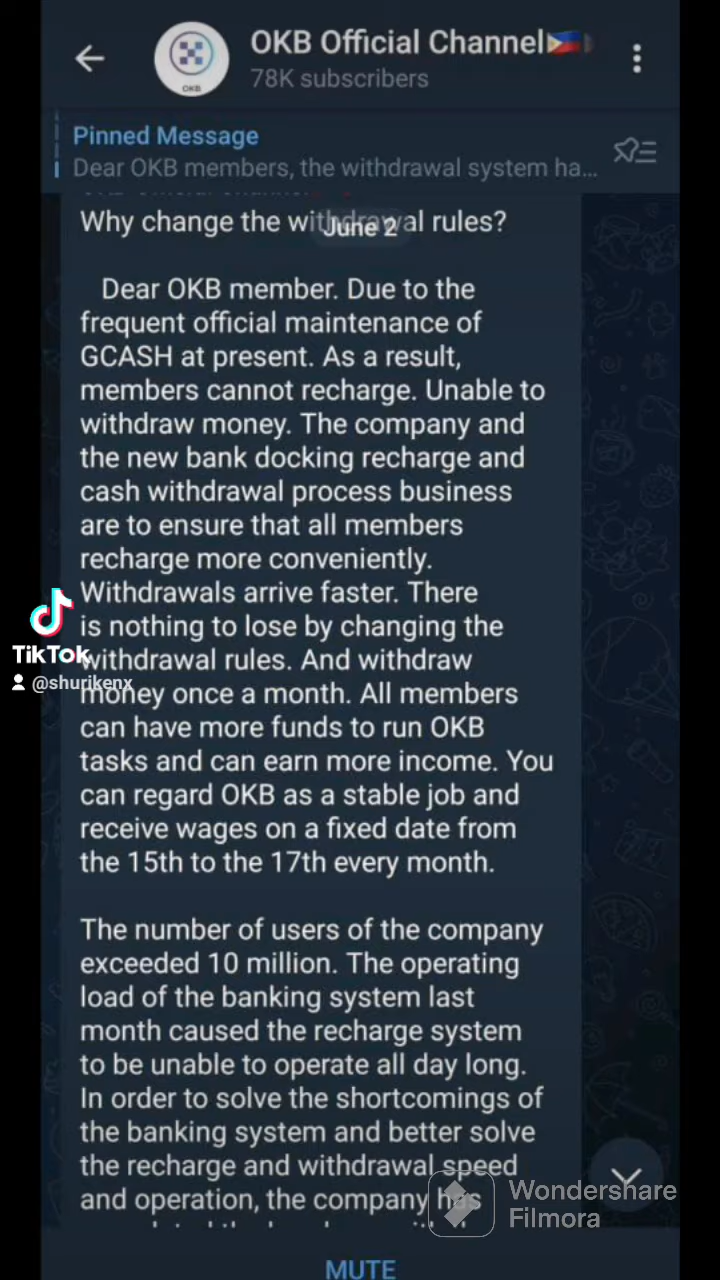 OKB Official Channel🇵🇭
78K subscribers
OKB
Pinned Message
Dear OKB members, the withdrawal system ha...
Why change the withdrawal rules?
June 2
Dear OKB member. Due to the
frequent official maintenance of
GCASH at present. As a result,
members cannot recharge. Unable to
withdraw money. The company and
the new bank docking recharge and
cash withdrawal process business
are to ensure that all members
recharge more conveniently.
Withdrawals arrive faster. There
is nothing to lose by changing the
withdrawal rules. And withdraw
money once a month. All members
can have more funds to run OKB
tasks and can earn more income. You
can regard OKB as a stable job and
receive wages on a fixed date from
the 15th to the 17th every month.
The number of users of the company
exceeded 10 million. The operating
load of the banking system last
month caused the recharge system
to be unable to operate all day long.
In order to solve the shortcomings of
the banking system and better solve
the recharge and withdrawal speed
and operation, the company has
TikTok
@shurikenx
Wondershare
Filmora
MUTE